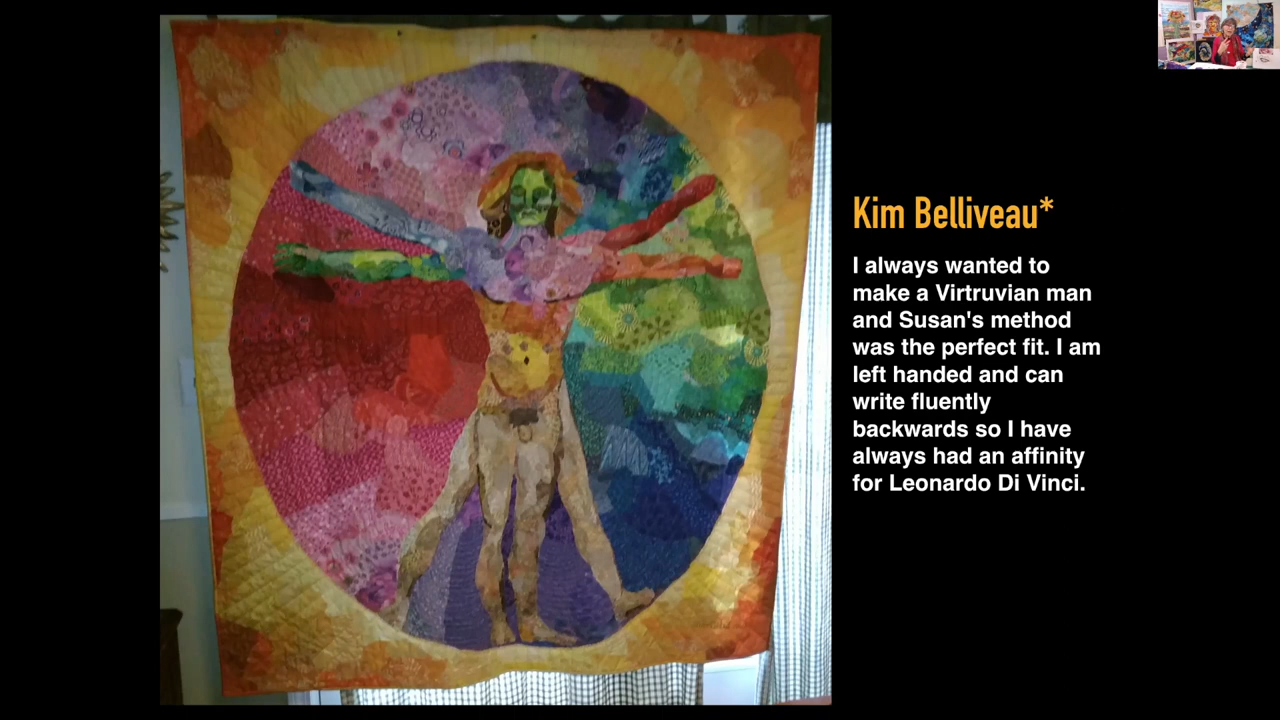 Kim Belliveau*
I always wanted to
make a Virtruvian man
and Susan's method
was the perfect fit. I am
left handed and can
write fluently
backwards so I have
always had an affinity
for Leonardo Di Vinci.